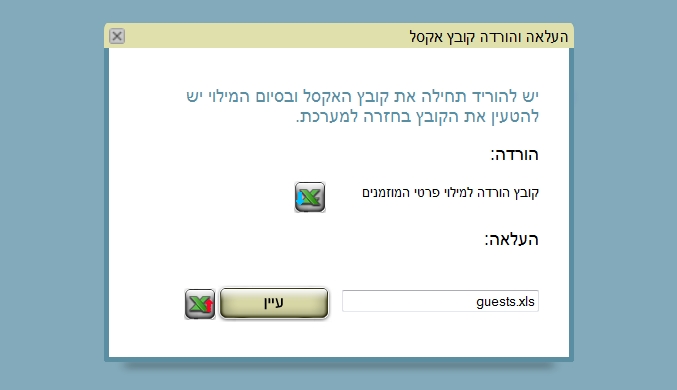 העלאה והורדה קובץ אקסל
יש להוריד תחילה את קובץ האקסל ובסיום המילוי יש
להטעין את הקובץ בחזרה למערכת.
הורדה:
קובץ הורדה למילוי פרטי המוזמנים
העלאה:
guests.xls
עיין